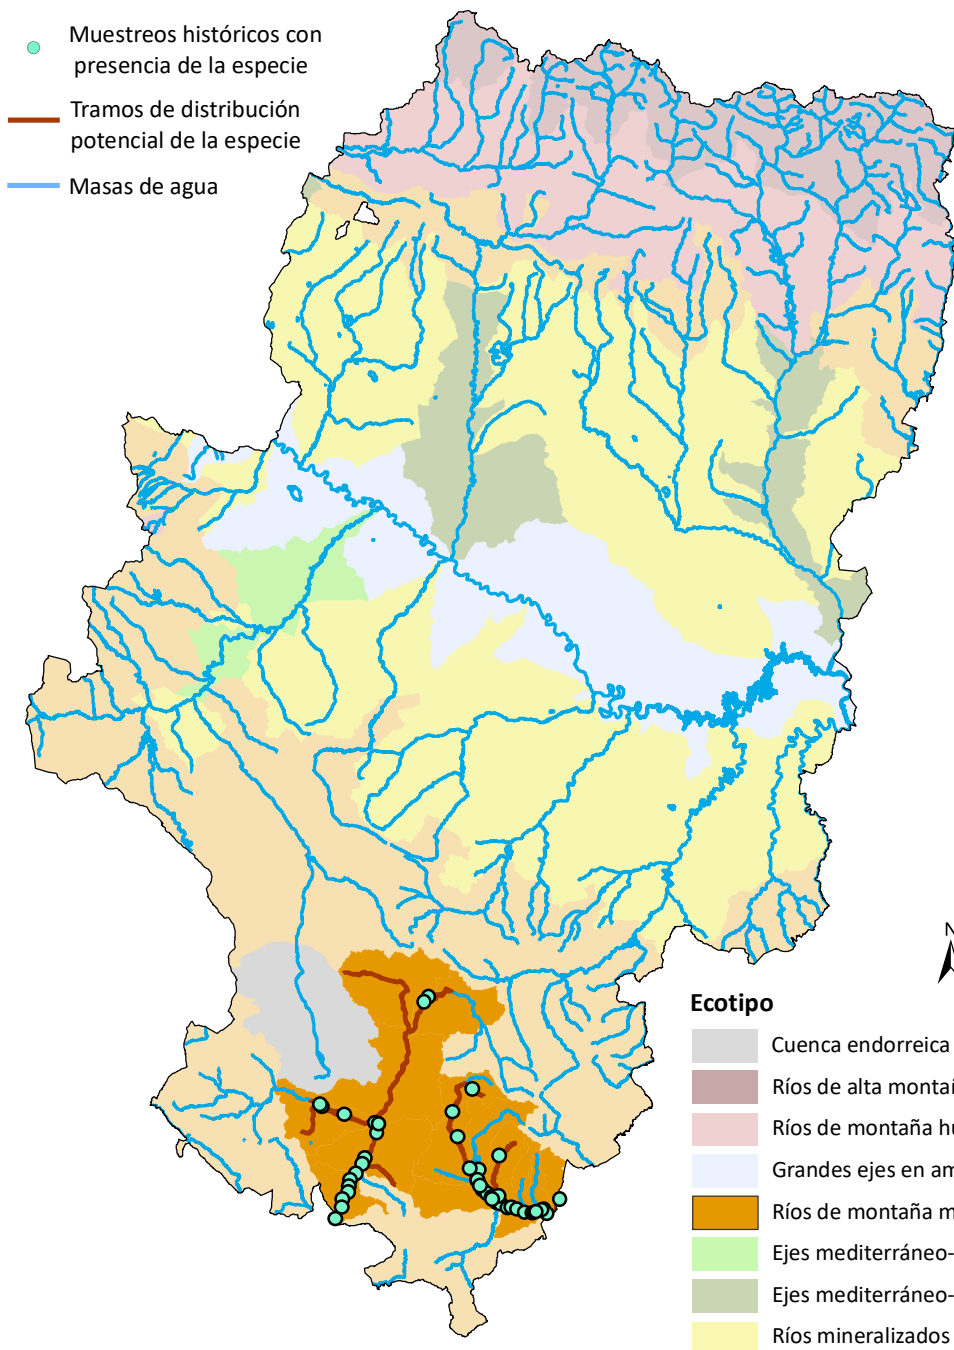 Muestreos históricos con
presencia de la especie
Tramos de distribución
potencial de la especie
Masas de agua
N
Ecotipo
Cuenca endorreica
Ríos de alta montañ
Ríos de montaña hú
Grandes ejes en am
Ríos de montaña m
Ejes mediterráneo-
Ejes mediterráneo-
Ríos mineralizados